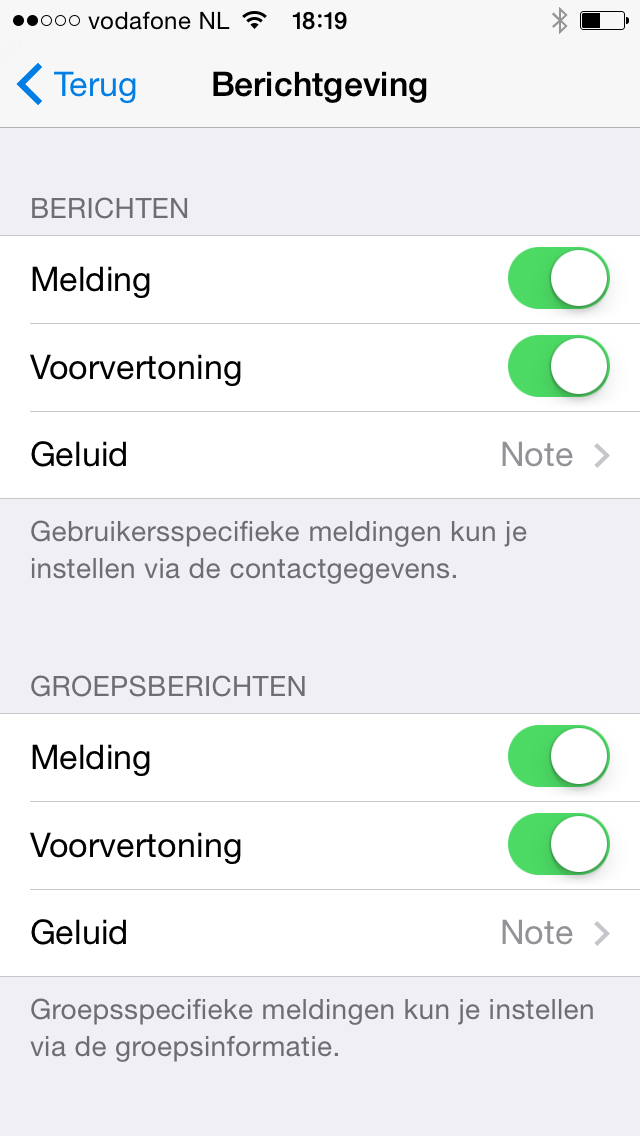 vodafone NL 18:19
Terug Berichtgeving
BERICHTEN
Melding
Voorvertoning
Geluid Note
Gebruikersspecifieke meldingen kun je
instellen via de contactgegevens.
GROEPSBERICHTEN
Melding
Voorvertoning
Geluid Note
Groepsspecifieke meldingen kun je instellen
via de groepsinformatie.